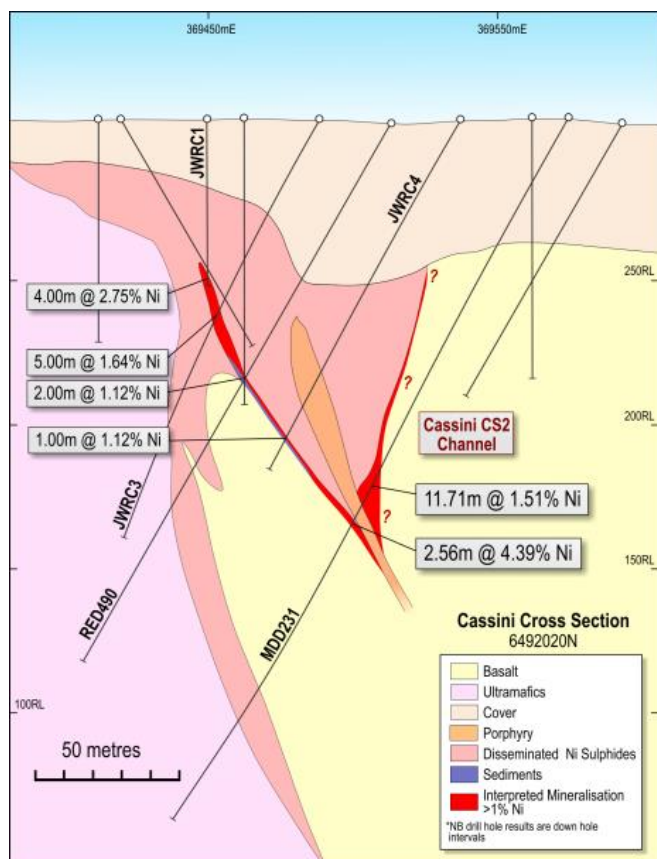 369450mE
369550mE
JWRC1
JWRC4
250RL
?
4.00m @ 2.75% Ni
5.00m @ 1.64% Ni
?
2.00m @ 1.12% Ni
200RL
Cassini CS2
Channel
1.00m @ 1.12% Ni
11.71m @ 1.51% Ni
JWRC3
?
2.56m @ 4.39% Ni
150RL
RED490
MDD231
Cassini Cross Section
6492020N
Basalt
Ultramafics
100RL
Cover
Porphyry
50 metres
Disseminated Ni Sulphides
Sediments
Interpreted Mineralisation
>1% Ni
*NB drill hole results are down hole
intervals